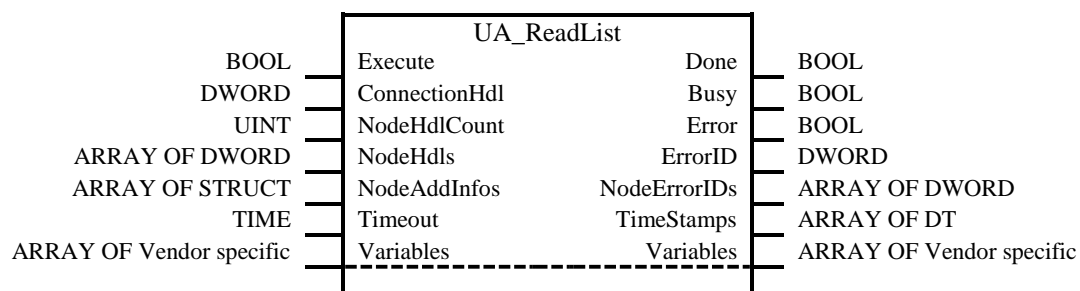 UA_ReadList
BOOL Execute Done BOOL
DWORD ConnectionHdl Busy BOOL
UINT NodeHdlCount Error BOOL
ARRAY OF DWORD NodeHdls ErrorID DWORD
ARRAY OF STRUCT NodeAddInfos NodeErrorIDs ARRAY OF DWORD
TIME Timeout TimeStamps ARRAY OF DT
ARRAY OF Vendor specific Variables Variables ARRAY OF Vendor specific